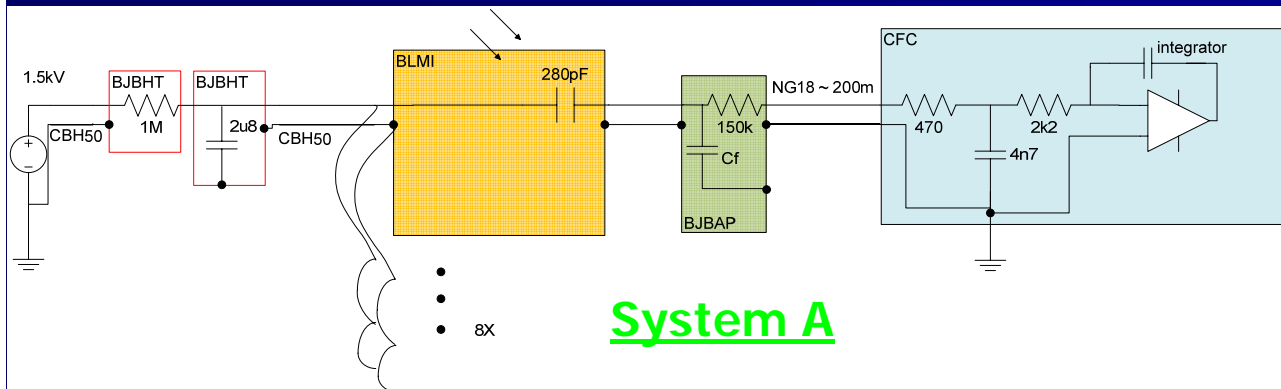 1.5kV
BJBHT
1M
CBH50
BJBHT
2u8
CBH50
BLMI
280pF
8X
150k
Cf
BJBAP
NG18 ~ 200m
CFC
470
4n7
2k2
integrator
System A